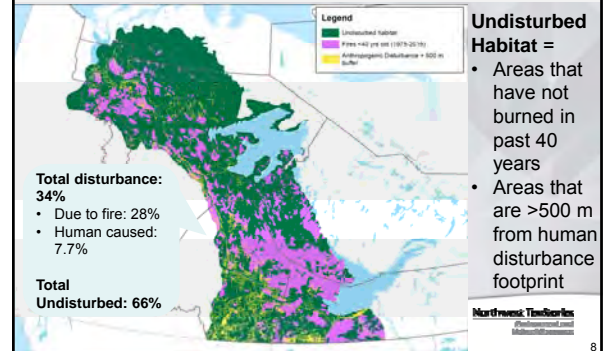 Legend
Undisturbed habitat
Fires <40 yrs old (1975-2015)
Anthropogenic Disturbance + 500 m
buffer
Undisturbed
Habitat =
• Areas that
have not
burned in
past 40
years
• Areas that
are >500 m
from human
disturbance
footprint
Total disturbance:
34%
• Due to fire: 28%
• Human caused:
7.7%
Total
Undisturbed: 66%
Northwest Territories
8